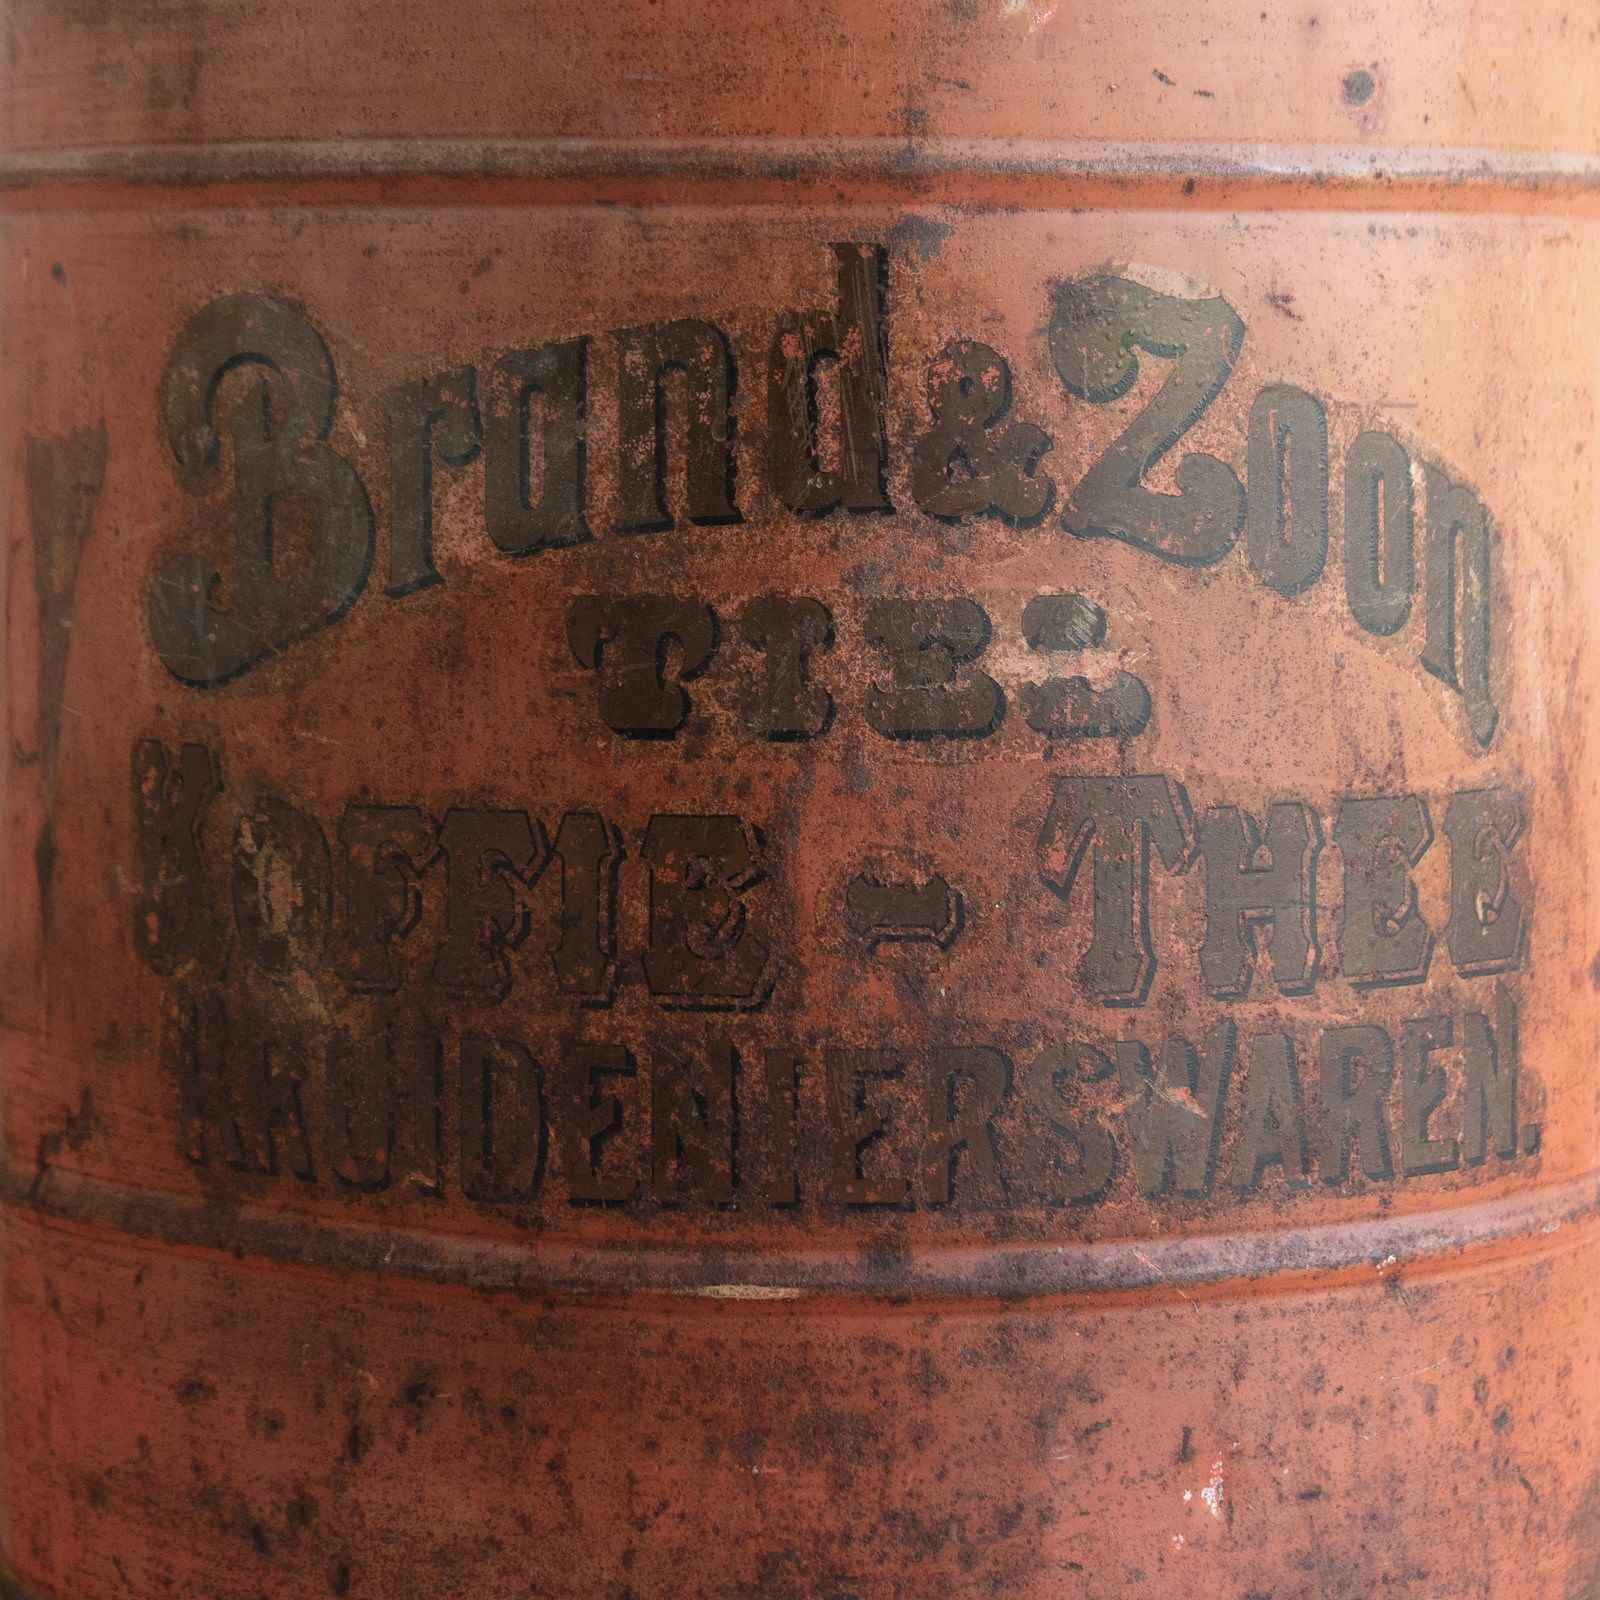 Brand & Zoon
TIEL
KOFFIE - THEE
KRUIDENIERSWAREN.